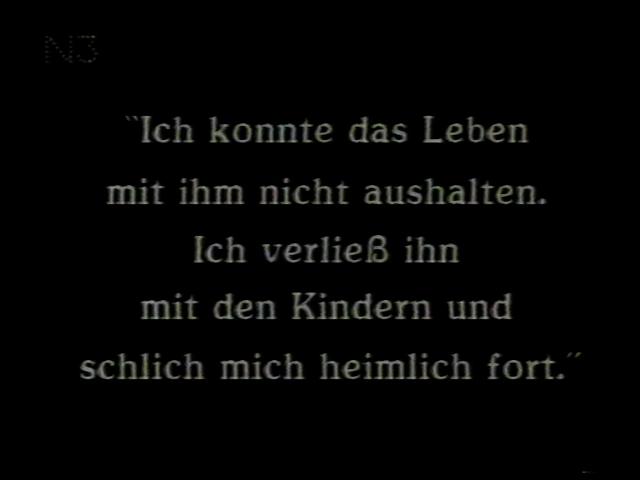 N3
"Ich konnte das Leben
mit ihm nicht aushalten.
Ich verließ ihn
mit den Kindern und
schlich mich heimlich fort."